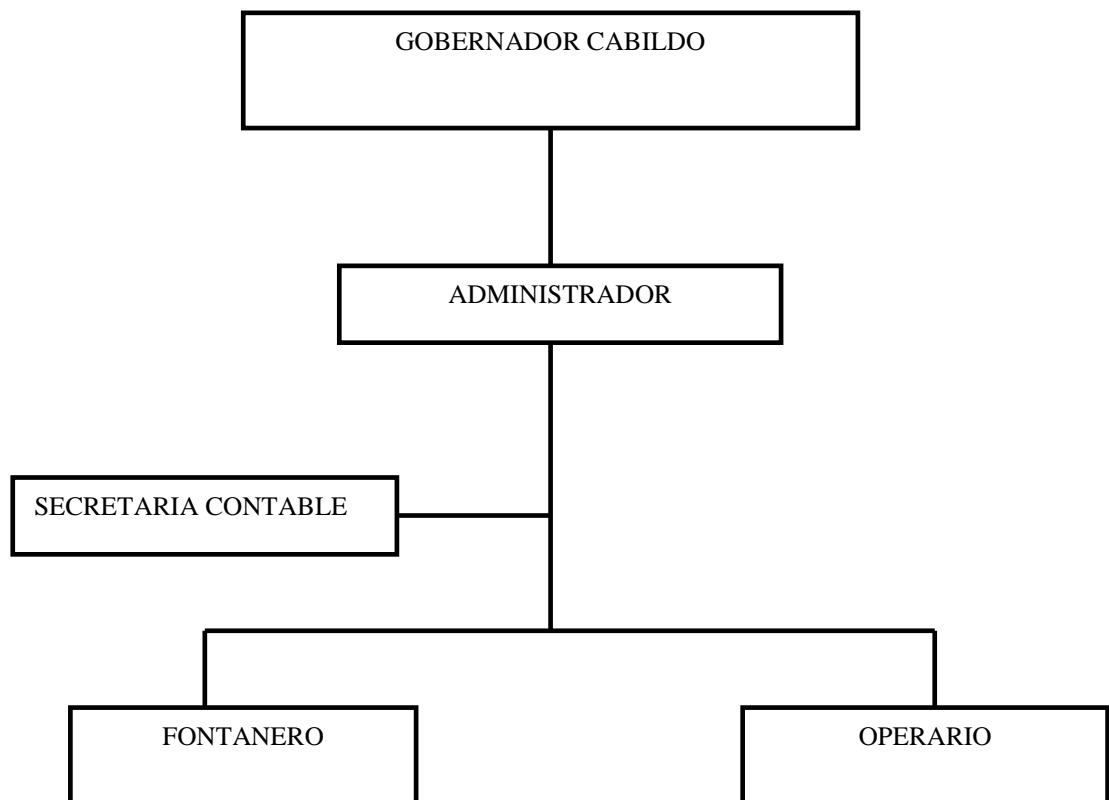 GOBERNADOR CABILDO
ADMINISTRADOR
SECRETARIA CONTABLE
FONTANERO
OPERARIO